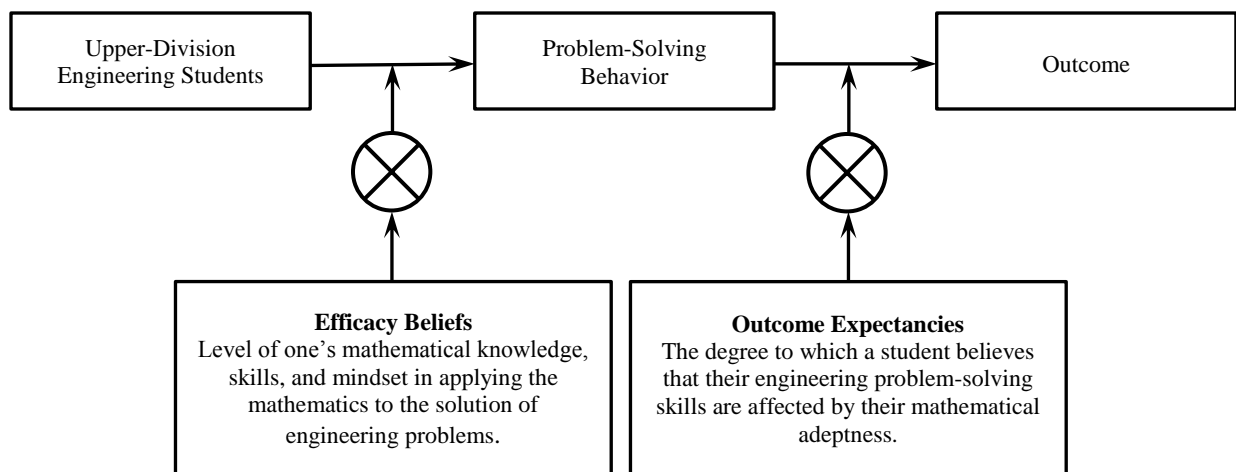 Upper-Division
Engineering Students
Problem-Solving
Behavior
Outcome
Efficacy Beliefs
Level of one’s mathematical knowledge,
skills, and mindset in applying the
mathematics to the solution of
engineering problems.
Outcome Expectancies
The degree to which a student believes
that their engineering problem-solving
skills are affected by their mathematical
adeptness.